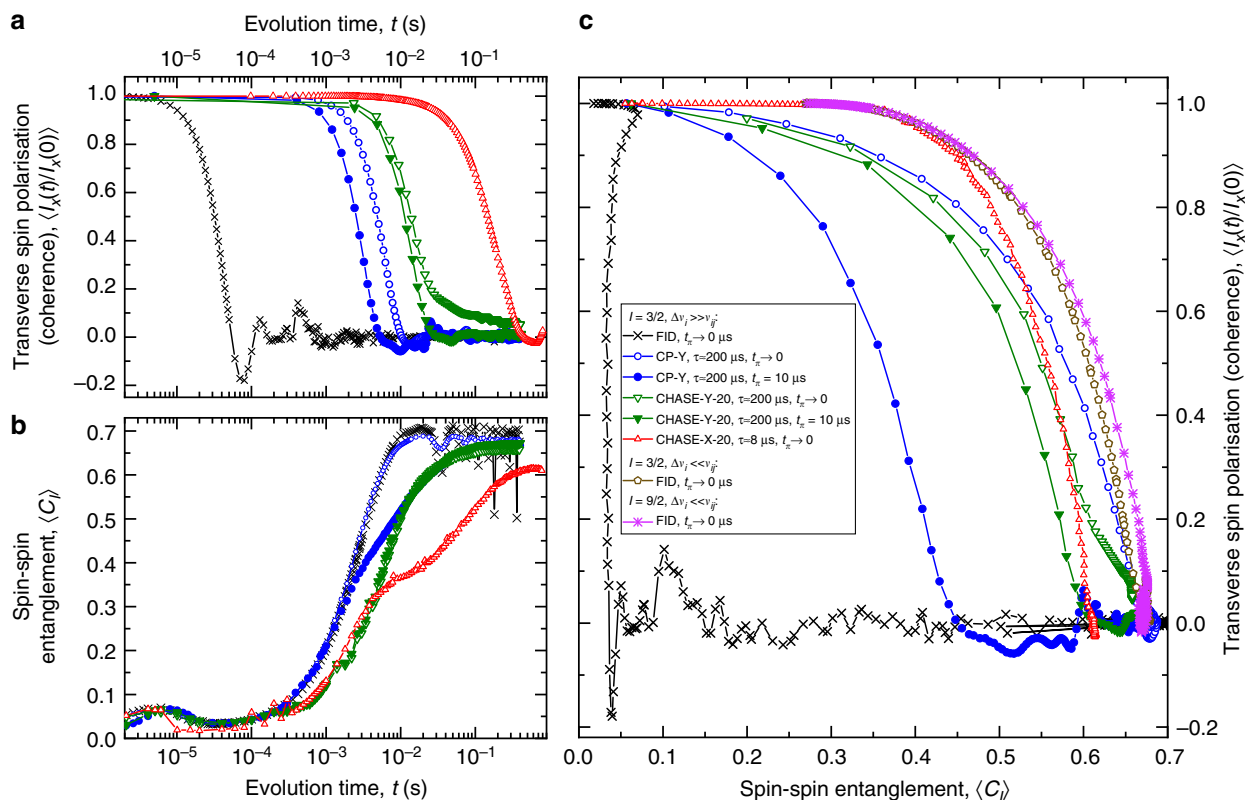 a
Evolution time, t (s)
10⁻⁵ 10⁻⁴ 10⁻³ 10⁻² 10⁻¹
Transverse spin polarisation
(coherence), ⟨Iₓ(t)/Iₓ(0)⟩
1.0
0.8
0.6
0.4
0.2
0.0
−0.2
b
Spin-spin
entanglement, ⟨C_I⟩
0.7
0.6
0.5
0.4
0.3
0.2
0.1
0.0
10⁻⁵ 10⁻⁴ 10⁻³ 10⁻² 10⁻¹
Evolution time, t (s)
c
I = 3/2, Δν_i >>ν_ij:
FID, t_π→ 0 μs
CP-Y, τ=200 μs, t_π→ 0
CP-Y, τ=200 μs, t_π = 10 μs
CHASE-Y-20, τ=200 μs, t_π→ 0
CHASE-Y-20, τ=200 μs, t_π = 10 μs
CHASE-X-20, τ=8 μs, t_π→ 0
I = 3/2, Δν_i <<ν_ij:
FID, t_π→ 0 μs
I = 9/2, Δν_i <<ν_ij:
FID, t_π→ 0 μs
1.0
0.8
0.6
0.4
0.2
0.0
−0.2
Transverse spin polarisation (coherence), ⟨Iₓ(t)/Iₓ(0)⟩
0.0 0.1 0.2 0.3 0.4 0.5 0.6 0.7
Spin-spin entanglement, ⟨C_I⟩